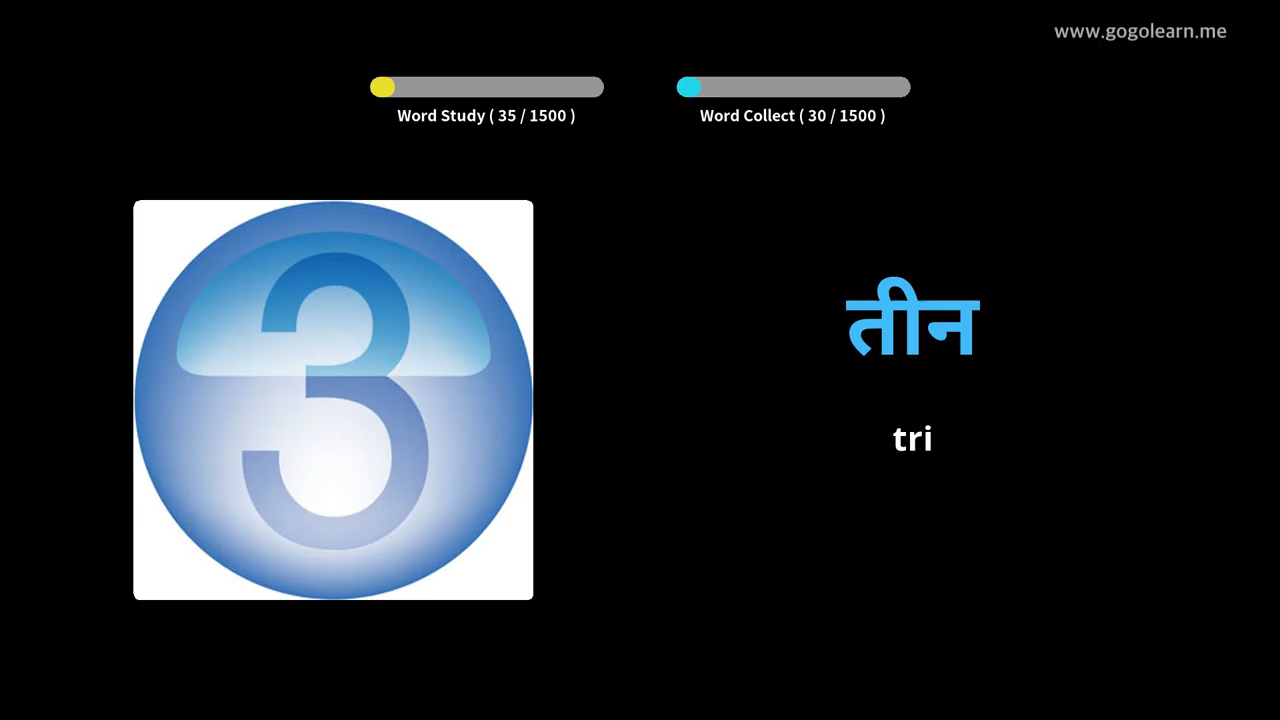 www.gogolearn.me
Word Study ( 35 / 1500 )
Word Collect ( 30 / 1500 )
3
तीन
tri